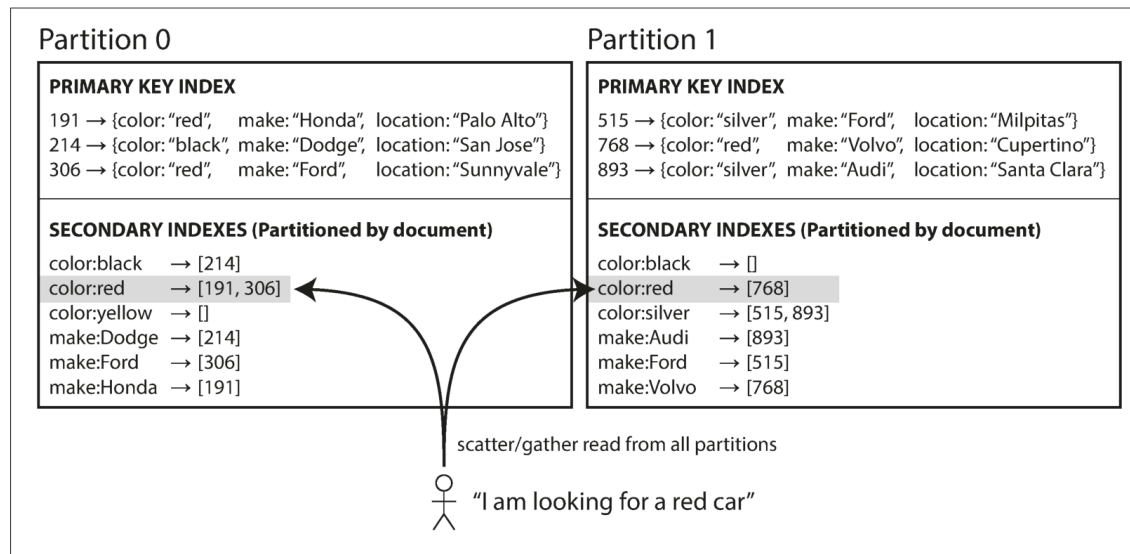 Partition 0
PRIMARY KEY INDEX
191 → {color: “red”, make: “Honda”, location: “Palo Alto”}
214 → {color: “black”, make: “Dodge”, location: “San Jose”}
306 → {color: “red”, make: “Ford”, location: “Sunnyvale”}
SECONDARY INDEXES (Partitioned by document)
color:black → [214]
color:red → [191, 306]
color:yellow → []
make:Dodge → [214]
make:Ford → [306]
make:Honda → [191]
Partition 1
PRIMARY KEY INDEX
515 → {color: “silver”, make: “Ford”, location: “Milpitas”}
768 → {color: “red”, make: “Volvo”, location: “Cupertino”}
893 → {color: “silver”, make: “Audi”, location: “Santa Clara”}
SECONDARY INDEXES (Partitioned by document)
color:black → []
color:red → [768]
color:silver → [515, 893]
make:Audi → [893]
make:Ford → [515]
make:Volvo → [768]
scatter/gather read from all partitions
“I am looking for a red car”